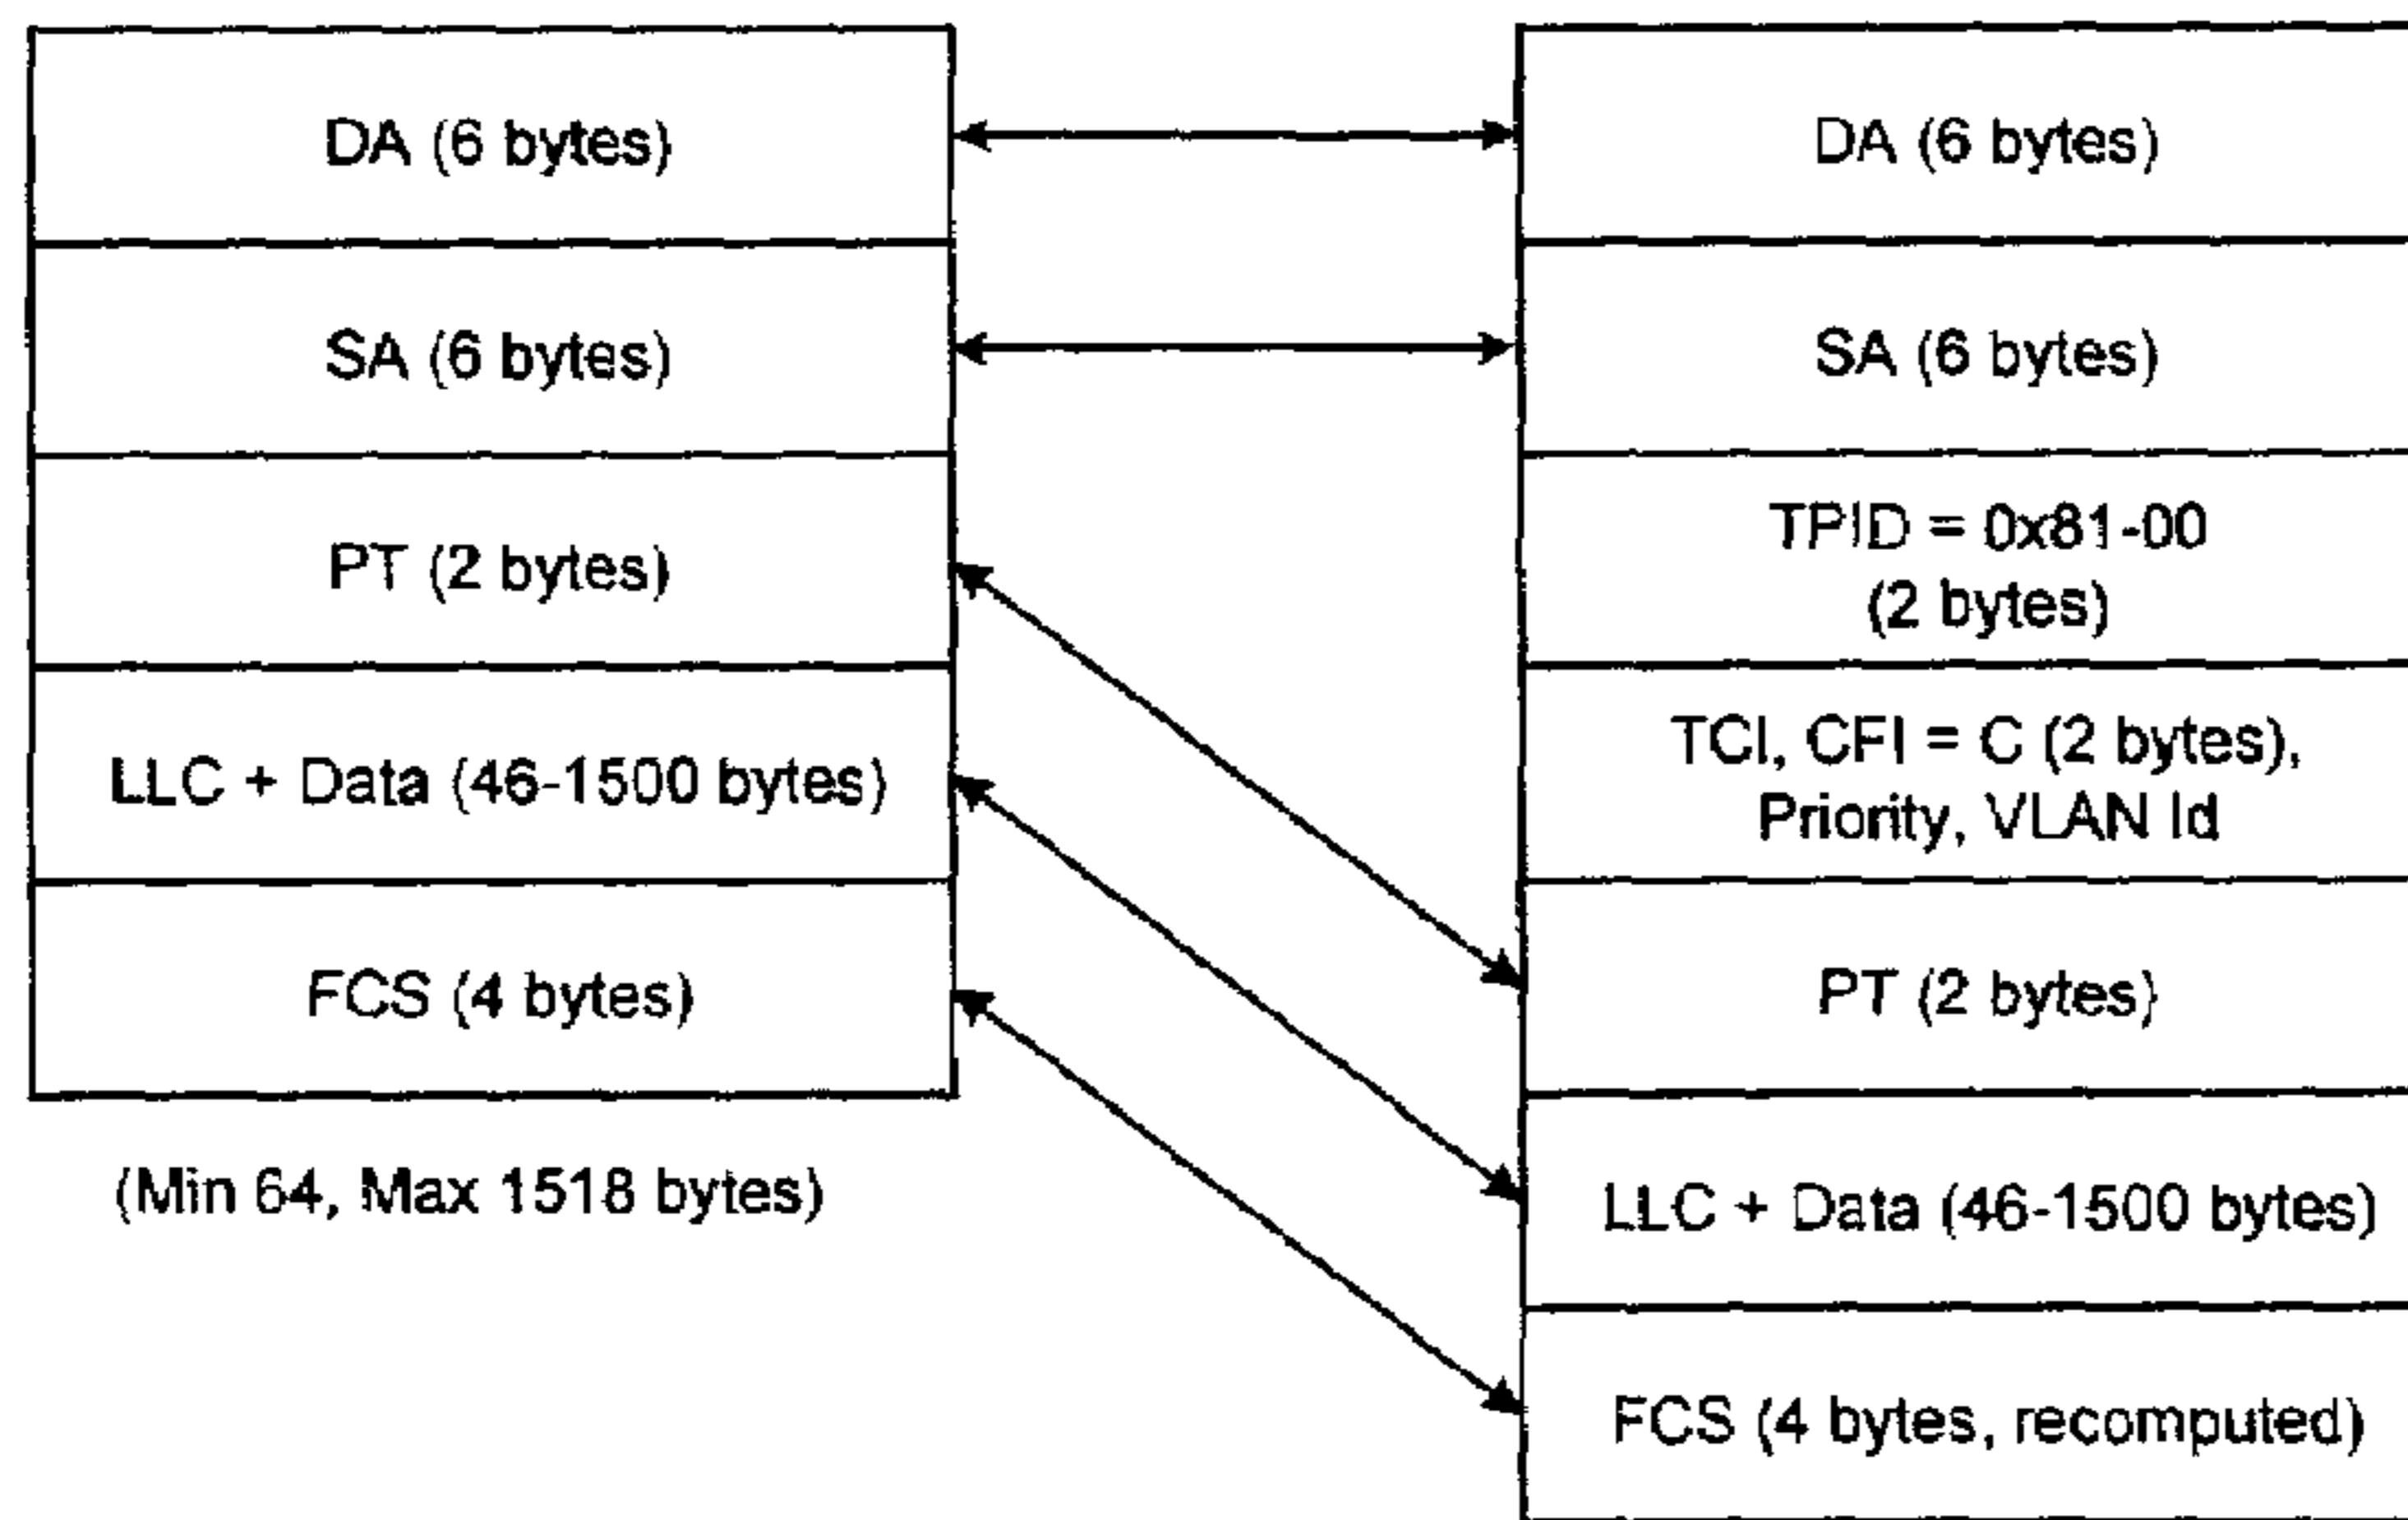 DA (6 bytes)
SA (6 bytes)
PT (2 bytes)
LLC + Data (46-1500 bytes)
FCS (4 bytes)
(Min 64, Max 1518 bytes)
DA (6 bytes)
SA (6 bytes)
TPID = 0x81-00
(2 bytes)
TCI, CFI = C (2 bytes),
Priority, VLAN Id
PT (2 bytes)
LLC + Data (46-1500 bytes)
FCS (4 bytes, recomputed)